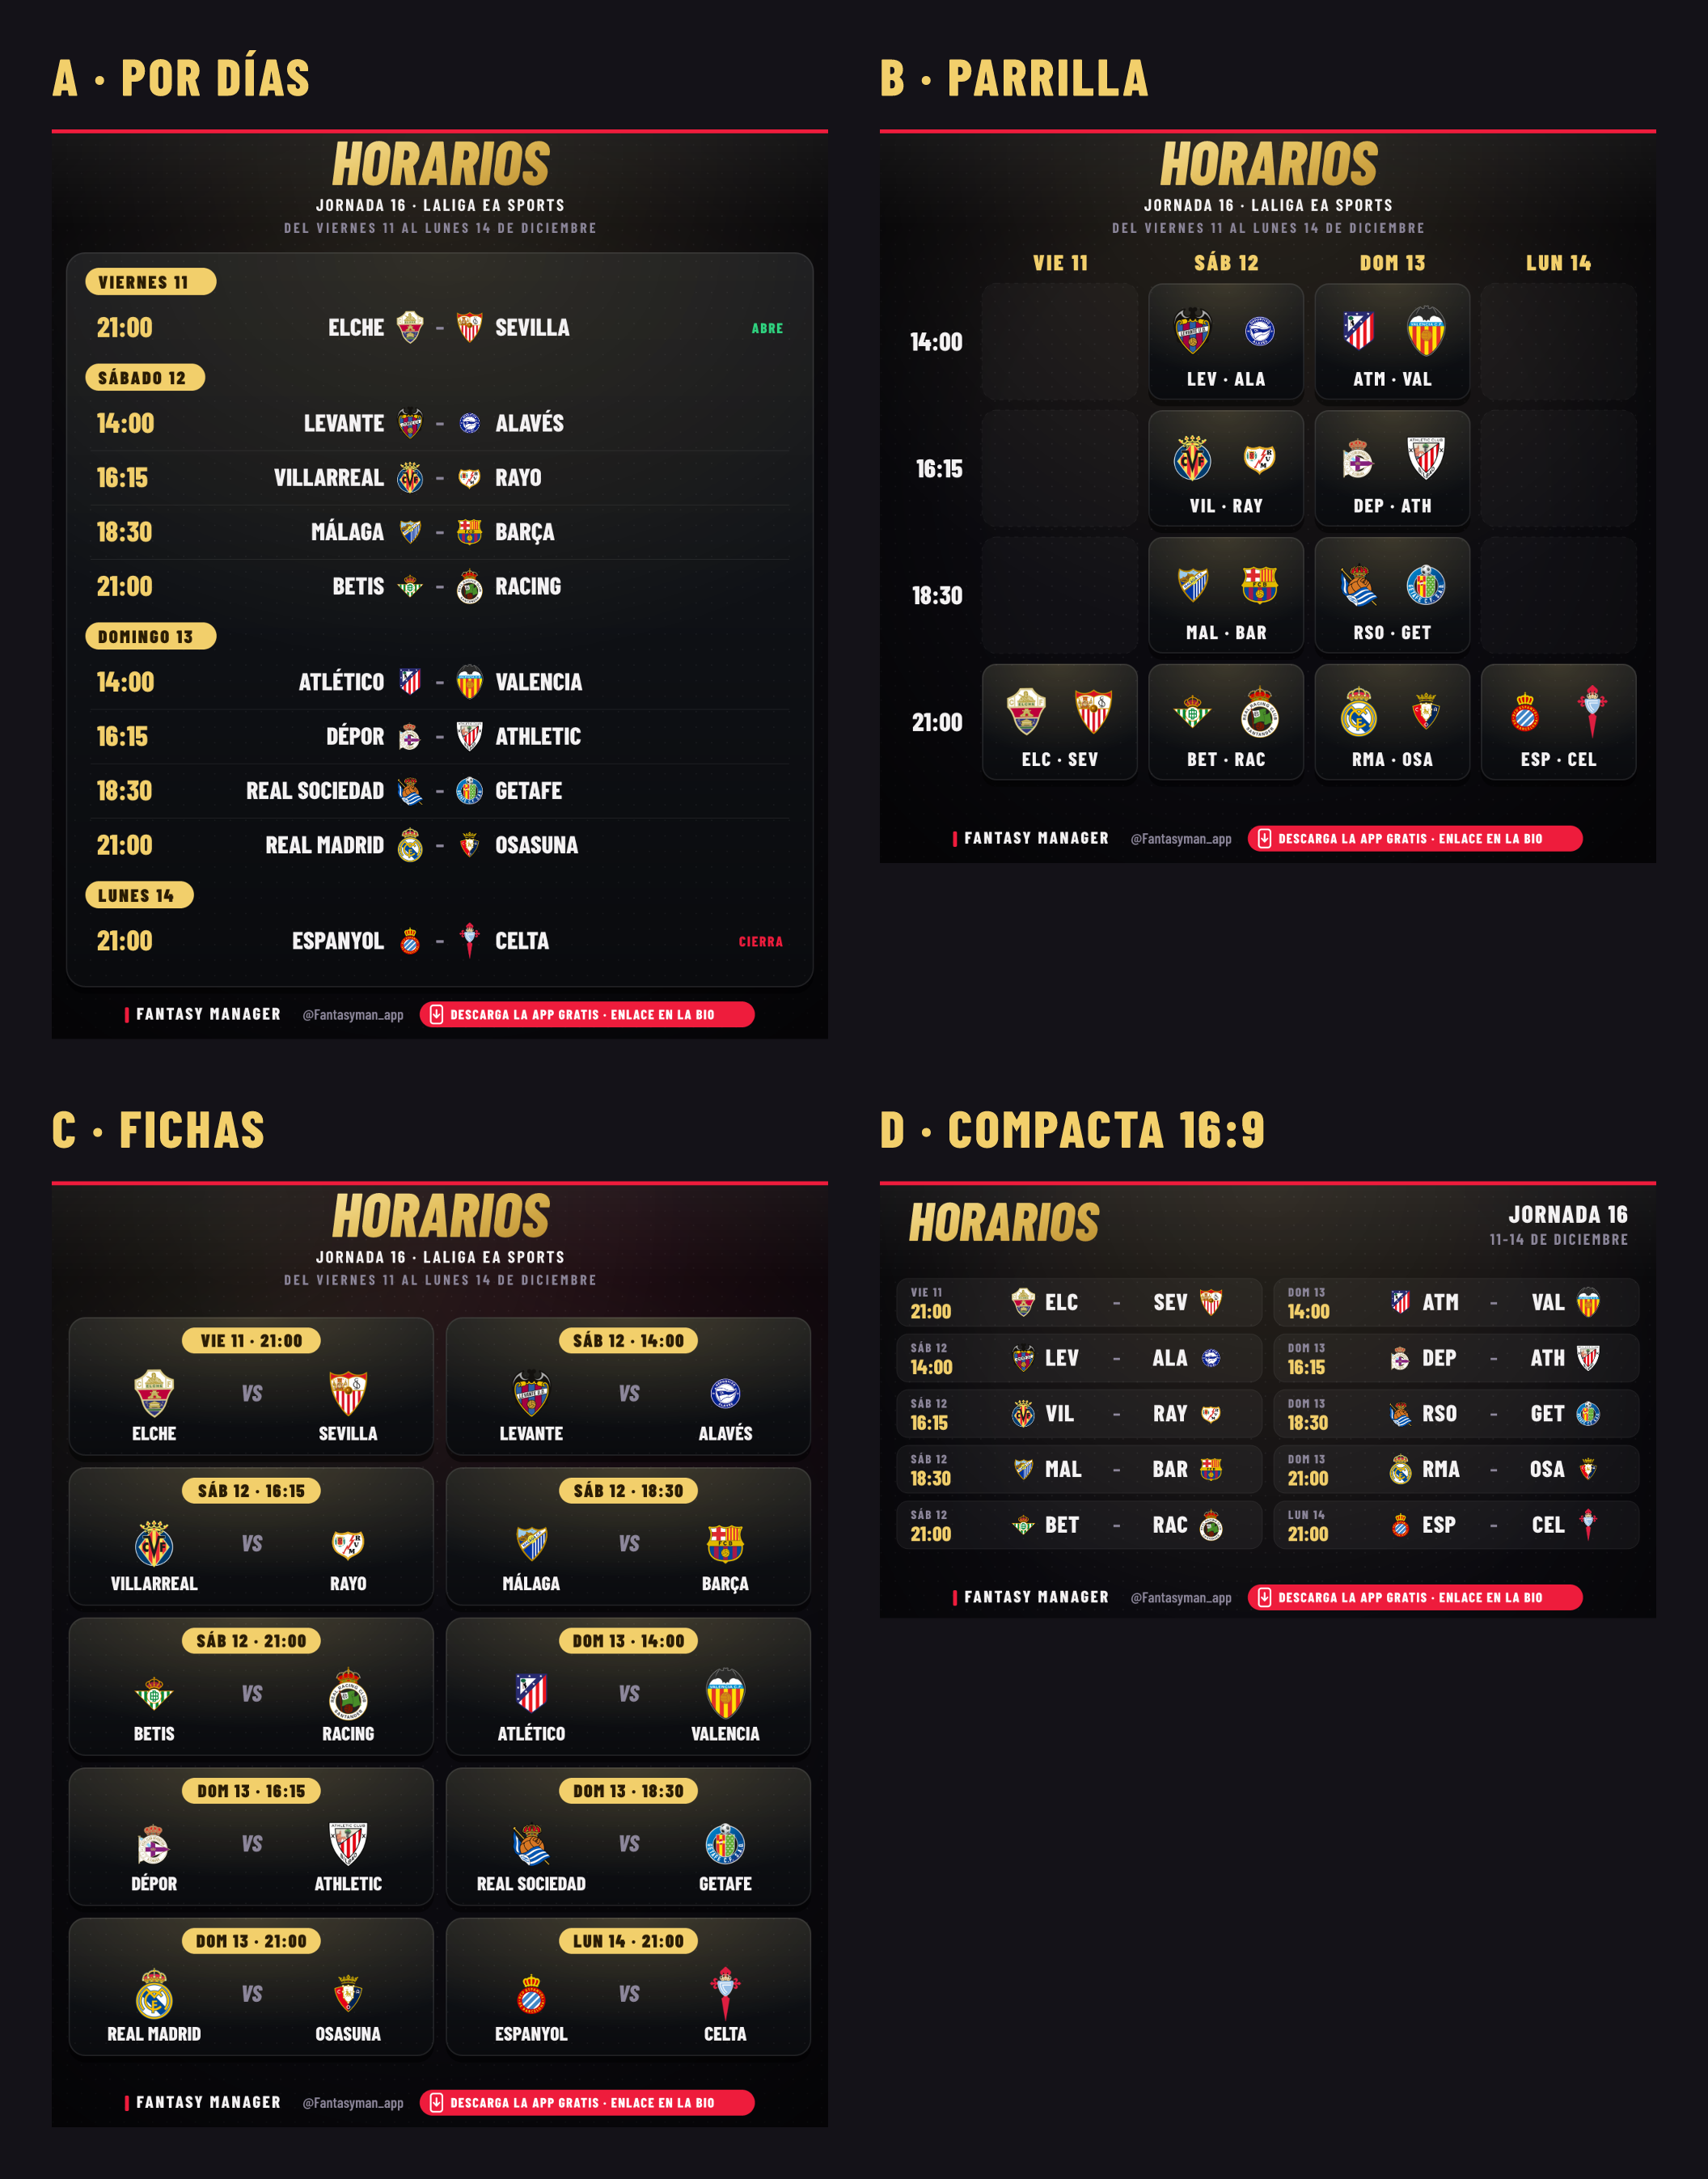 A · POR DÍAS
HORARIOS
JORNADA 16 · LALIGA EA SPORTS
DEL VIERNES 11 AL LUNES 14 DE DICIEMBRE
VIERNES 11
21:00 ELCHE - SEVILLA ABRE
SÁBADO 12
14:00 LEVANTE - ALAVÉS
16:15 VILLARREAL - RAYO
18:30 MÁLAGA - BARÇA
21:00 BETIS - RACING
DOMINGO 13
14:00 ATLÉTICO - VALENCIA
16:15 DÉPOR - ATHLETIC
18:30 REAL SOCIEDAD - GETAFE
21:00 REAL MADRID - OSASUNA
LUNES 14
21:00 ESPANYOL - CELTA CIERRA
FANTASY MANAGER @Fantasyman_app DESCARGA LA APP GRATIS · ENLACE EN LA BIO
B · PARRILLA
HORARIOS
JORNADA 16 · LALIGA EA SPORTS
DEL VIERNES 11 AL LUNES 14 DE DICIEMBRE
VIE 11 SÁB 12 DOM 13 LUN 14
14:00 LEV · ALA ATM · VAL
16:15 VIL · RAY DEP · ATH
18:30 MAL · BAR RSO · GET
21:00 ELC · SEV BET · RAC RMA · OSA ESP · CEL
FANTASY MANAGER @Fantasyman_app DESCARGA LA APP GRATIS · ENLACE EN LA BIO
C · FICHAS
HORARIOS
JORNADA 16 · LALIGA EA SPORTS
DEL VIERNES 11 AL LUNES 14 DE DICIEMBRE
VIE 11 · 21:00 SÁB 12 · 14:00
VS VS
ELCHE SEVILLA LEVANTE ALAVÉS
SÁB 12 · 16:15 SÁB 12 · 18:30
VS VS
VILLARREAL RAYO MÁLAGA BARÇA
SÁB 12 · 21:00 DOM 13 · 14:00
VS VS
BETIS RACING ATLÉTICO VALENCIA
DOM 13 · 16:15 DOM 13 · 18:30
VS VS
DÉPOR ATHLETIC REAL SOCIEDAD GETAFE
DOM 13 · 21:00 LUN 14 · 21:00
VS VS
REAL MADRID OSASUNA ESPANYOL CELTA
FANTASY MANAGER @Fantasyman_app DESCARGA LA APP GRATIS · ENLACE EN LA BIO
D · COMPACTA 16:9
HORARIOS
JORNADA 16
11-14 DE DICIEMBRE
VIE 11 21:00 ELC - SEV
DOM 13 14:00 ATM - VAL
SÁB 12 14:00 LEV - ALA
DOM 13 16:15 DEP - ATH
SÁB 12 16:15 VIL - RAY
DOM 13 18:30 RSO - GET
SÁB 12 18:30 MAL - BAR
DOM 13 21:00 RMA - OSA
SÁB 12 21:00 BET - RAC
LUN 14 21:00 ESP - CEL
FANTASY MANAGER @Fantasyman_app DESCARGA LA APP GRATIS · ENLACE EN LA BIO